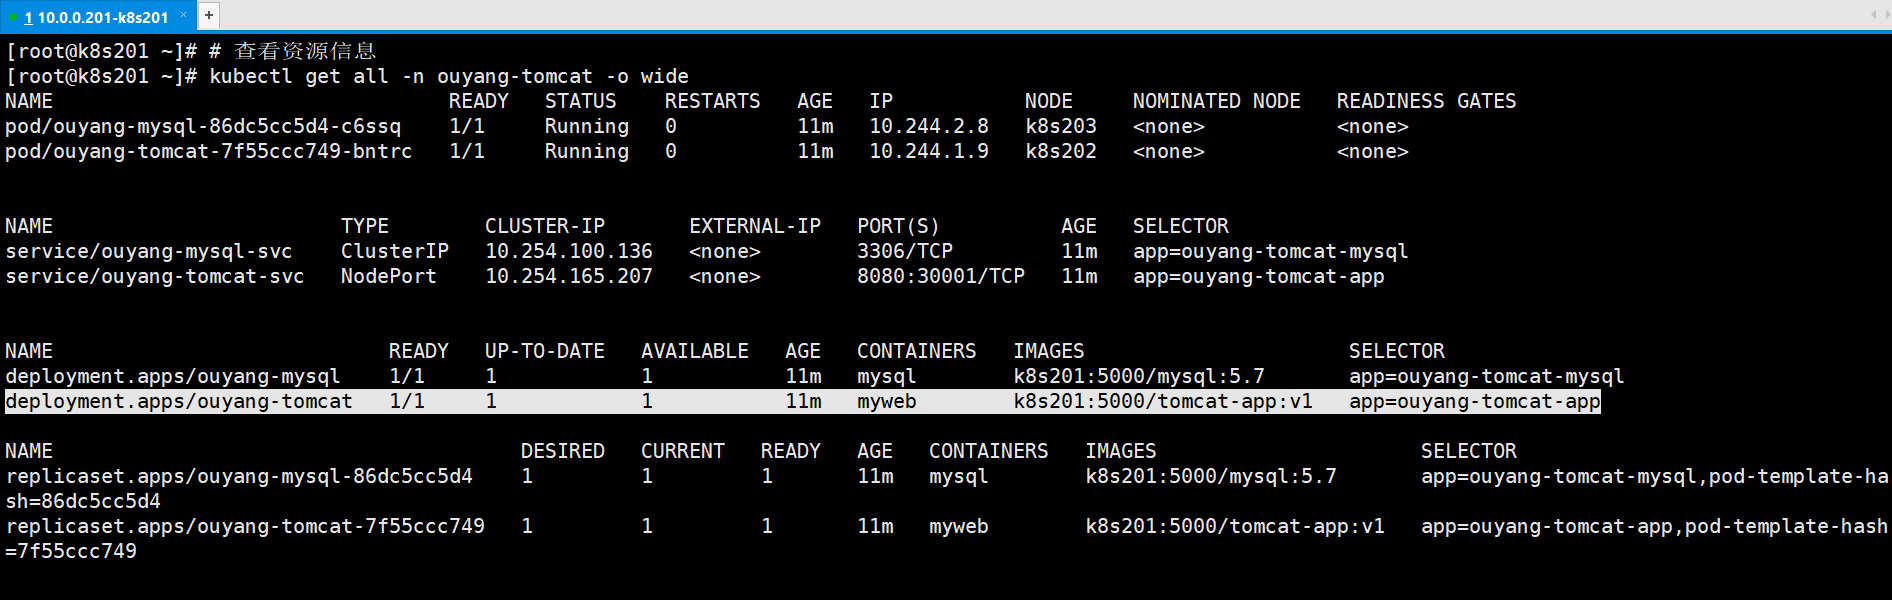 1 10.0.0.201-k8s201 × +
[root@k8s201 ~]# # 查看资源信息
[root@k8s201 ~]# kubectl get all -n ouyang-tomcat -o wide
NAME READY STATUS RESTARTS AGE IP NODE NOMINATED NODE READINESS GATES
pod/ouyang-mysql-86dc5cc5d4-c6ssq 1/1 Running 0 11m 10.244.2.8 k8s203 <none> <none>
pod/ouyang-tomcat-7f55ccc749-bntrc 1/1 Running 0 11m 10.244.1.9 k8s202 <none> <none>
NAME TYPE CLUSTER-IP EXTERNAL-IP PORT(S) AGE SELECTOR
service/ouyang-mysql-svc ClusterIP 10.254.100.136 <none> 3306/TCP 11m app=ouyang-tomcat-mysql
service/ouyang-tomcat-svc NodePort 10.254.165.207 <none> 8080:30001/TCP 11m app=ouyang-tomcat-app
NAME READY UP-TO-DATE AVAILABLE AGE CONTAINERS IMAGES SELECTOR
deployment.apps/ouyang-mysql 1/1 1 1 11m mysql k8s201:5000/mysql:5.7 app=ouyang-tomcat-mysql
deployment.apps/ouyang-tomcat 1/1 1 1 11m myweb k8s201:5000/tomcat-app:v1 app=ouyang-tomcat-app
NAME DESIRED CURRENT READY AGE CONTAINERS IMAGES SELECTOR
replicaset.apps/ouyang-mysql-86dc5cc5d4 1 1 1 11m mysql k8s201:5000/mysql:5.7 app=ouyang-tomcat-mysql,pod-template-ha
sh=86dc5cc5d4
replicaset.apps/ouyang-tomcat-7f55ccc749 1 1 1 11m myweb k8s201:5000/tomcat-app:v1 app=ouyang-tomcat-app,pod-template-hash
=7f55ccc749